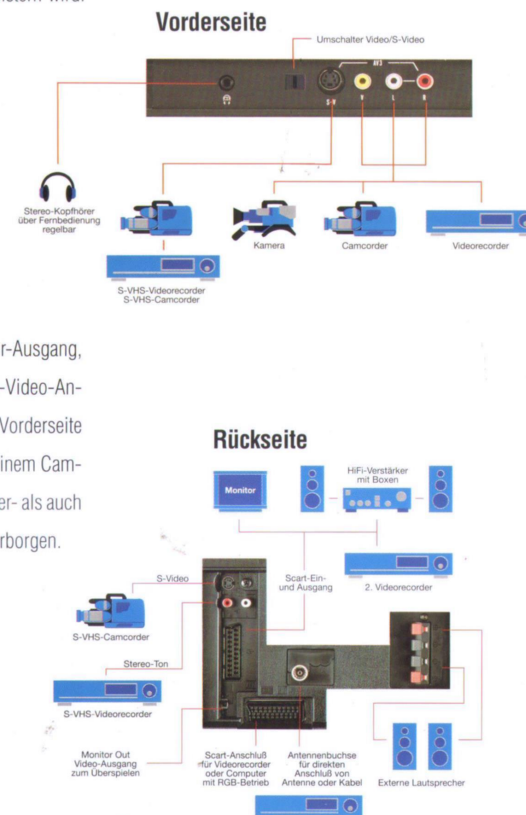 Vorderseite
Umschalter Video/S-Video
AV3
S-V
V
L
R
Stereo-Kopfhörer
über Fernbedienung
regelbar
Kamera
Camcorder
Videorecorder
S-VHS-Videorecorder
S-VHS-Camcorder
r-Ausgang,
-Video-An-
Vorderseite
inem Cam-
er- als auch
rborgen.
Rückseite
Monitor
HiFi-Verstärker
mit Boxen
S-Video
Scart-Ein-
und Ausgang
2. Videorecorder
S-VHS-Camcorder
Stereo-Ton
S-VHS-Videorecorder
Monitor Out
Video-Ausgang
zum Überspielen
Scart-Anschluß
für Videorecorder
oder Computer
mit RGB-Betrieb
Antennenbuchse
für direkten
Anschluß von
Antenne oder Kabel
Externe Lautsprecher